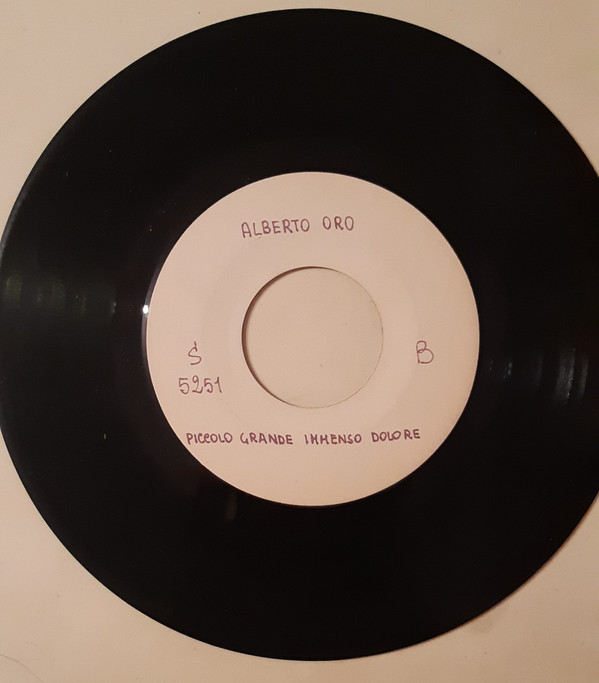 ALBERTO ORO
S B
5251
PICCOLO GRANDE IMMENSO DOLORE